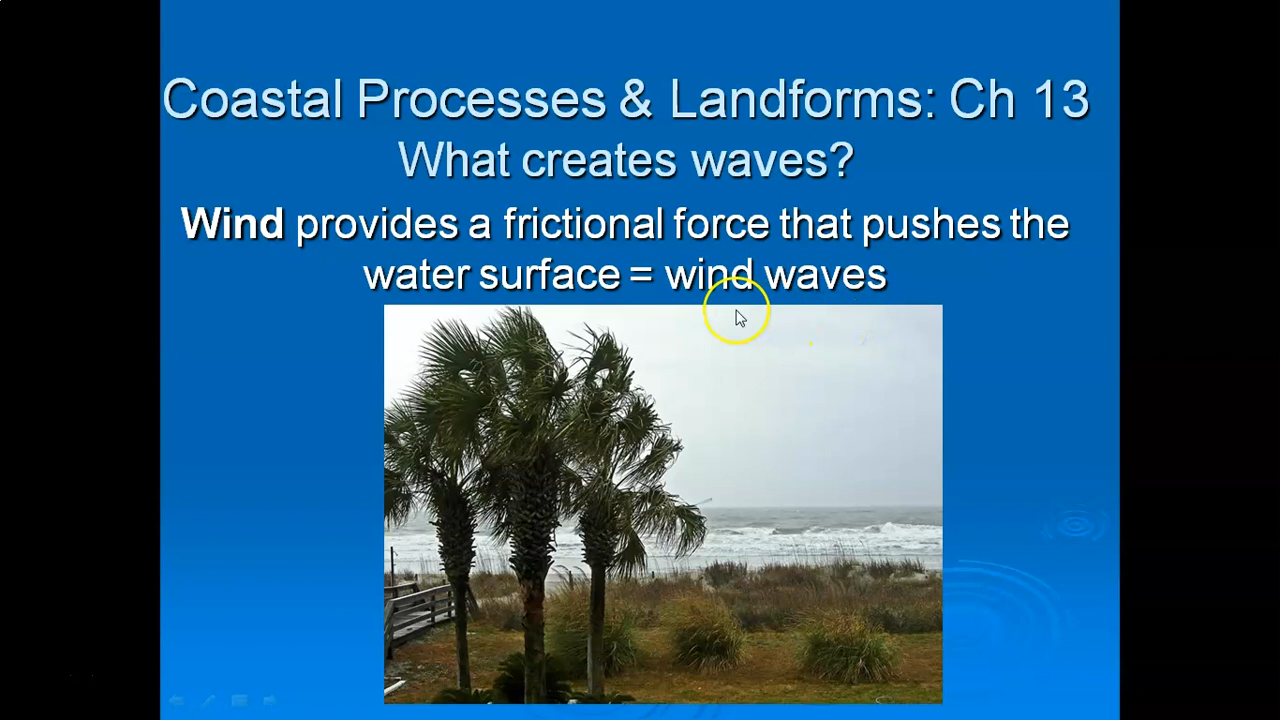 Coastal Processes & Landforms: Ch 13
What creates waves?
Wind provides a frictional force that pushes the
water surface = wind waves